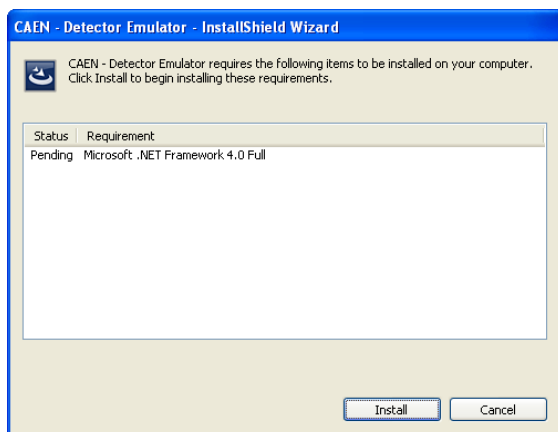 CAEN - Detector Emulator - InstallShield Wizard
CAEN - Detector Emulator requires the following items to be installed on your computer.
Click Install to begin installing these requirements.
Status Requirement
Pending Microsoft .NET Framework 4.0 Full
Install Cancel